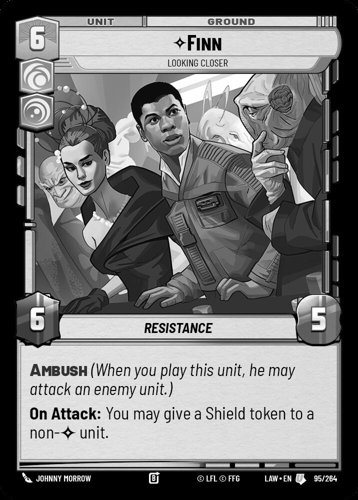 UNIT
GROUND
6
✧FINN
LOOKING CLOSER
6
RESISTANCE
5
AMBUSH (When you play this unit, he may
attack an enemy unit.)
On Attack: You may give a Shield token to a
non-✧ unit.
JOHNNY MORROW
© LFL © FFG
LAW • EN
95/264